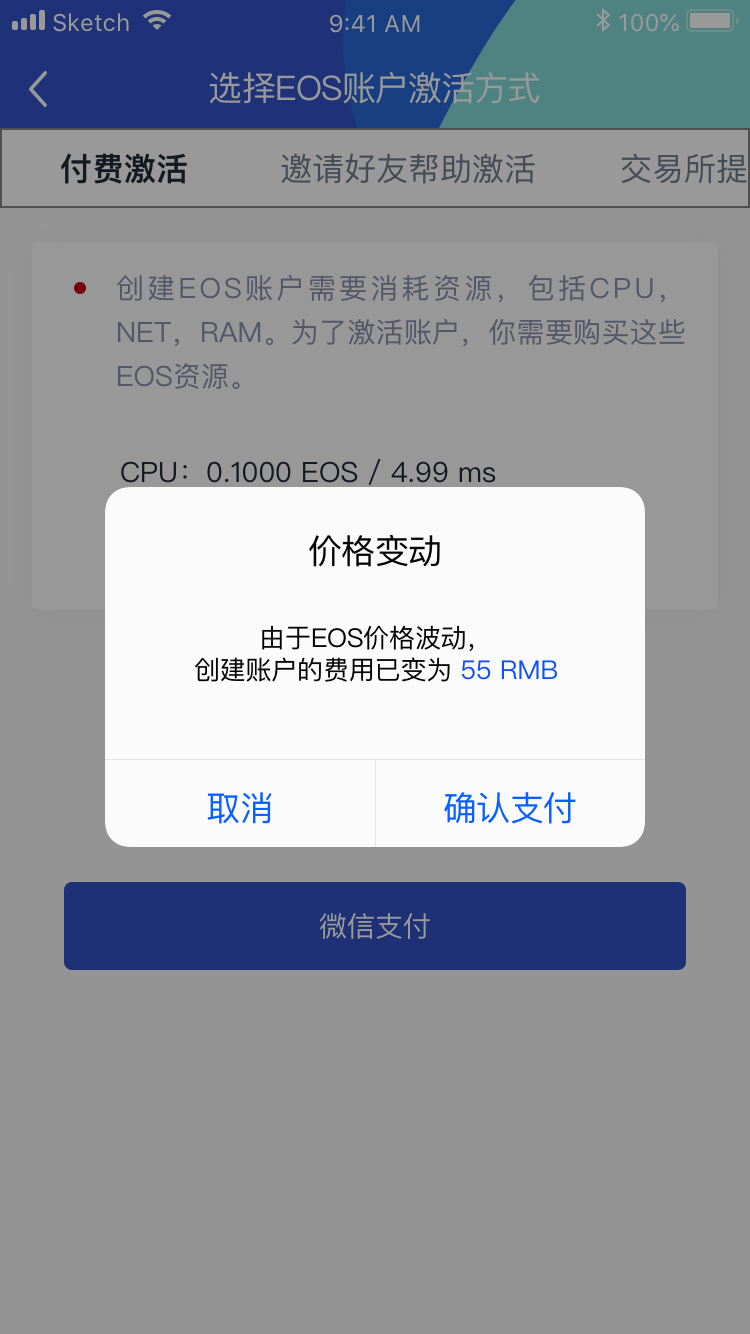 Sketch 9:41 AM 100%
选择EOS账户激活方式
付费激活 邀请好友帮助激活 交易所提
创建EOS账户需要消耗资源，包括CPU，
NET，RAM。为了激活账户，你需要购买这些
EOS资源。
CPU：0.1000 EOS / 4.99 ms
价格变动
由于EOS价格波动，
创建账户的费用已变为 55 RMB
取消 确认支付
微信支付